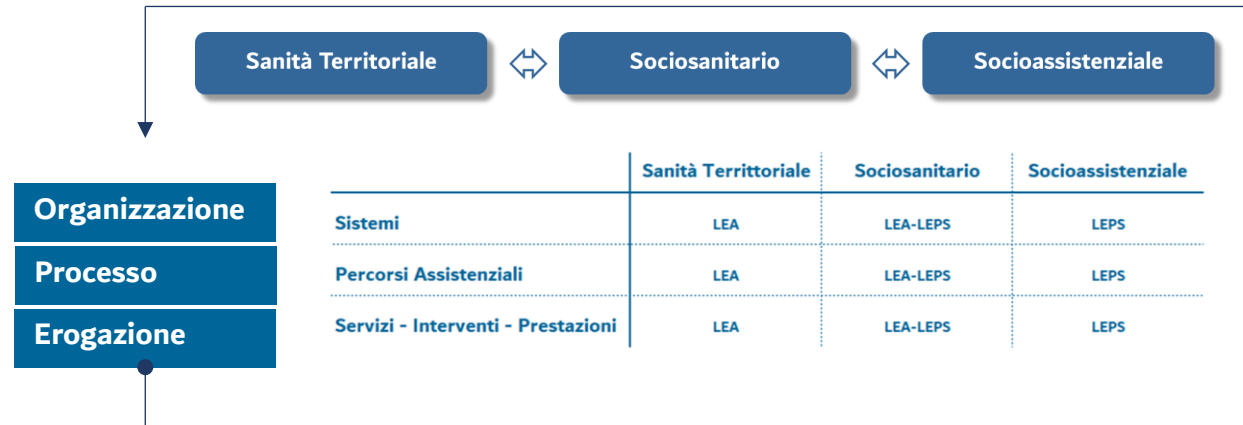 Sanità Territoriale Sociosanitario Socioassistenziale
Sanità Territtoriale Sociosanitario Socioassistenziale
Organizzazione
Sistemi LEA LEA-LEPS LEPS
Processo
Percorsi Assistenziali LEA LEA-LEPS LEPS
Erogazione
Servizi - Interventi - Prestazioni LEA LEA-LEPS LEPS